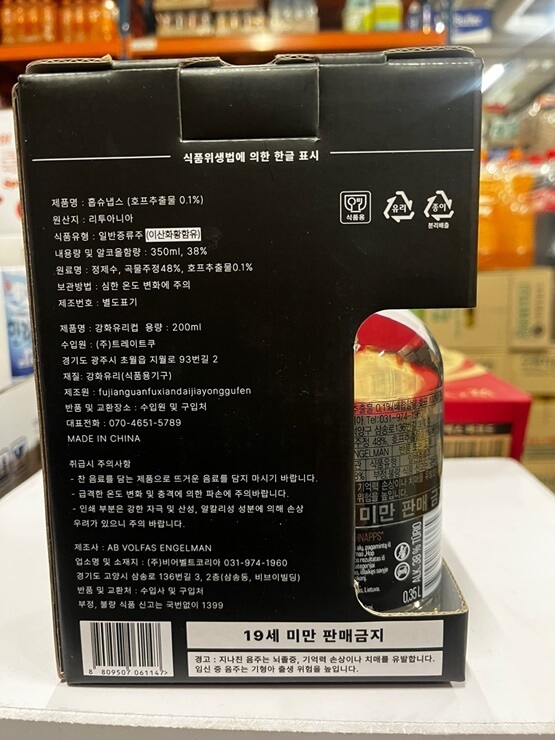 식품위생법에 의한 한글 표시
제품명 : 홉슈냅스 (호프추출물 0.1%)
원산지 : 리투아니아
식품유형 : 일반증류주 (이산화황함유)
내용량 및 알코올함량 : 350ml, 38%
원료명 : 정제수, 곡물주정48%, 호프추출물0.1%
보관방법 : 심한 온도 변화에 주의
제조번호 : 별도표기
식품용
유리
종이
분리배출
제품명 : 강화유리컵 용량 : 200ml
수입원 : (주)트레이트쿠
경기도 광주시 초월읍 지월로 93번길 2
재질: 강화유리(식품용기구)
제조원 : fujianguanfuxiandaijiayonggufen
반품 및 교환장소 : 수입원 및 구입처
대표전화 : 070-4651-5789
MADE IN CHINA
취급시 주의사항
- 찬 음료를 담는 제품으로 뜨거운 음료를 담지 마시기 바랍니다.
- 급격한 온도 변화 및 충격에 의한 파손에 주의바랍니다.
- 인쇄 부분은 강한 자극 및 산성, 알칼리성 성분에 의해 손상
우려가 있으니 주의 바랍니다.
제조사 : AB VOLFAS ENGELMAN
업소명 및 소재지 : (주)비어벨트코리아 031-974-1960
경기도 고양시 삼송로 136번길 3, 2층(삼송동, 비브이빌딩)
반품 및 교환처 : 수입사 및 구입처
부정, 불량 식품 신고는 국번없이 1399
8 809507 061147>
19세 미만 판매금지
경고 : 지나친 음주는 뇌졸중, 기억력 손상이나 치매를 유발합니다.
임신 중 음주는 기형아 출생 위험을 높입니다.
미만 판매 금지
ALK. 38 % TŪRIO
0,35 L